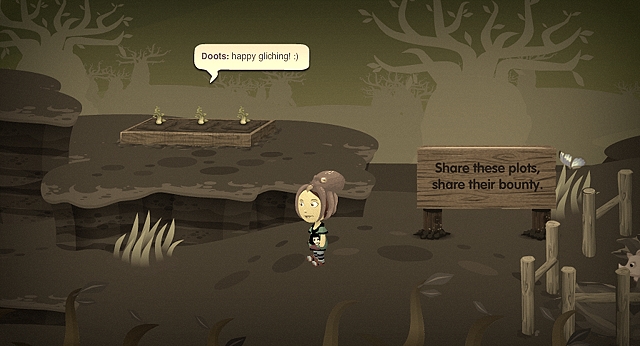 Doots: happy gliching! :)
Share these plots,
share their bounty.